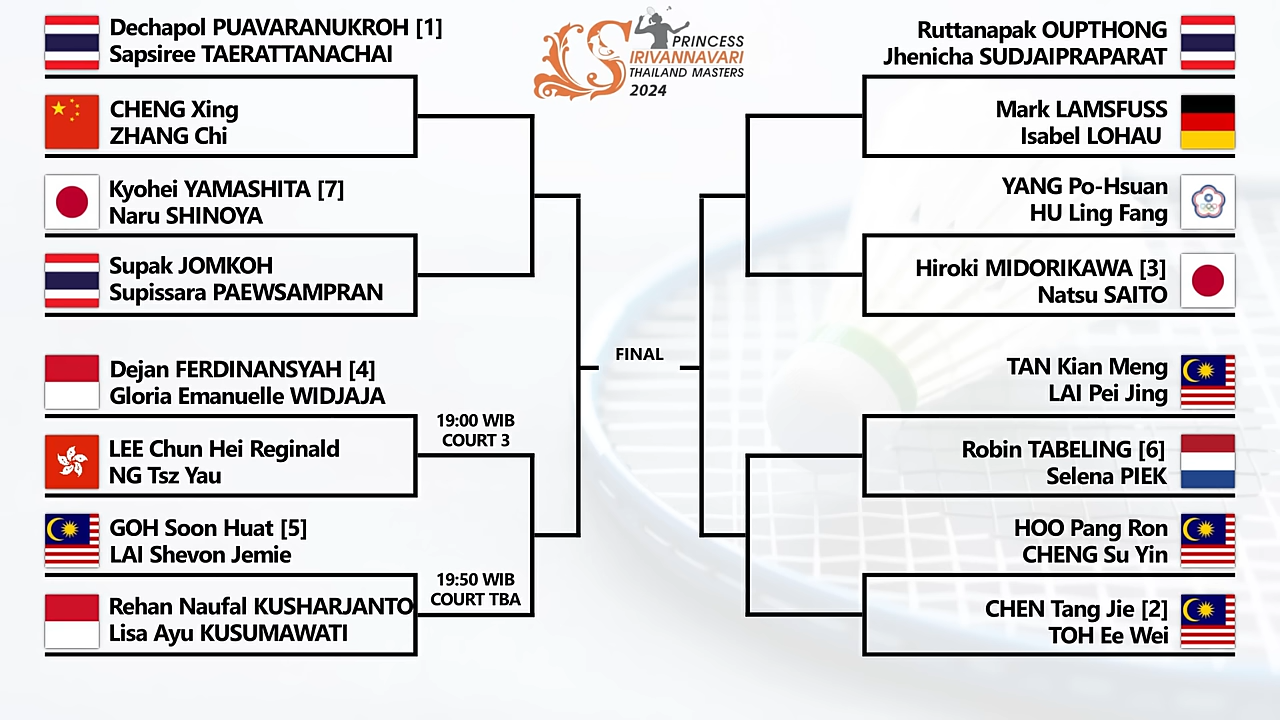 Dechapol PUAVARANUKROH [1]
Sapsiree TAERATTANACHAI
CHENG Xing
ZHANG Chi
Kyohei YAMASHITA [7]
Naru SHINOYA
Supak JOMKOH
Supissara PAEWSAMPRAN
Dejan FERDINANSYAH [4]
Gloria Emanuelle WIDJAJA
19:00 WIB
COURT 3
LEE Chun Hei Reginald
NG Tsz Yau
GOH Soon Huat [5]
LAI Shevon Jemie
19:50 WIB
COURT TBA
Rehan Naufal KUSHARJANTO
Lisa Ayu KUSUMAWATI
PRINCESS
SIRIVANNAVARI
THAILAND MASTERS
2024
FINAL
Ruttanapak OUPTHONG
Jhenicha SUDJAIPRAPARAT
Mark LAMSFUSS
Isabel LOHAU
YANG Po-Hsuan
HU Ling Fang
Hiroki MIDORIKAWA [3]
Natsu SAITO
TAN Kian Meng
LAI Pei Jing
Robin TABELING [6]
Selena PIEK
HOO Pang Ron
CHENG Su Yin
CHEN Tang Jie [2]
TOH Ee Wei